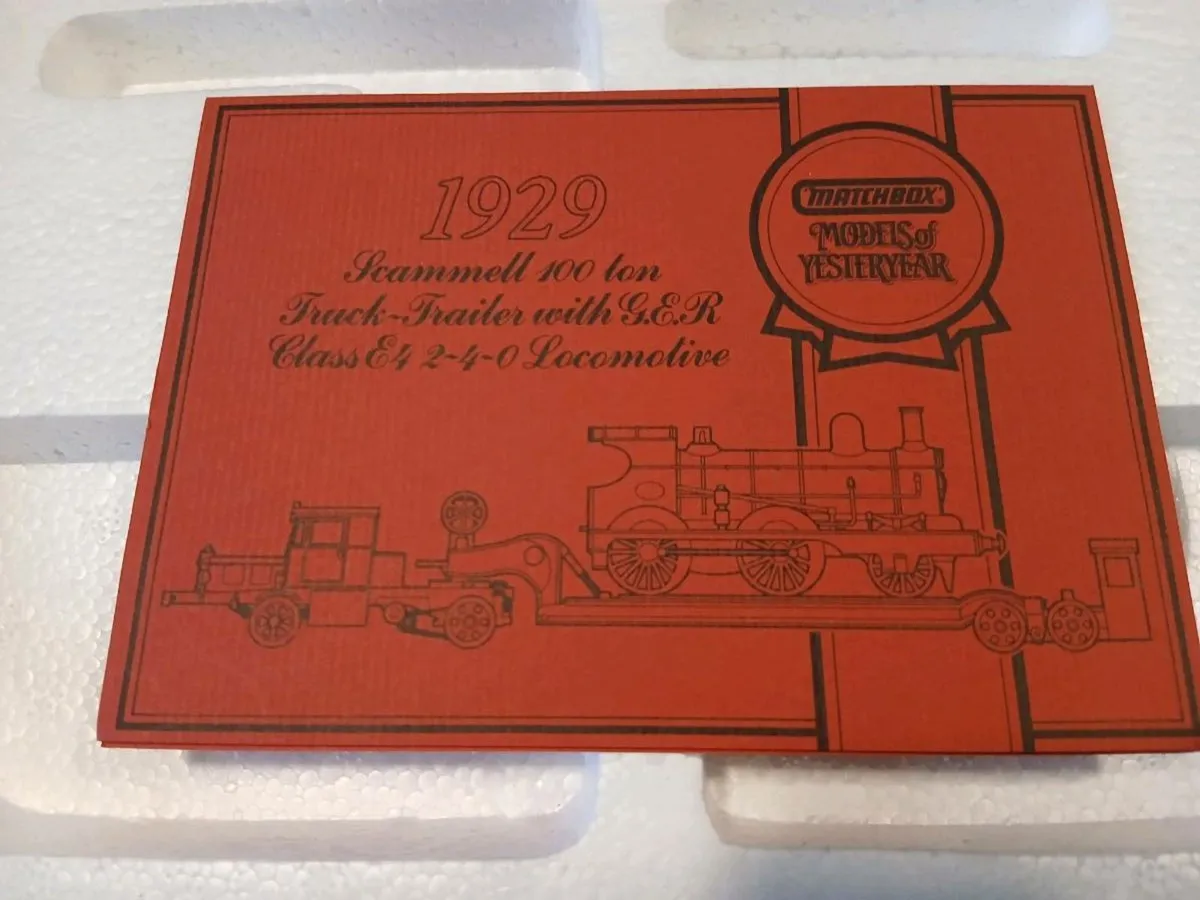 1929
Scammell 100 ton
Truck-Trailer with G.E.R
Class E4 2-4-0 Locomotive
MATCHBOX
MODELS of
YESTERYEAR